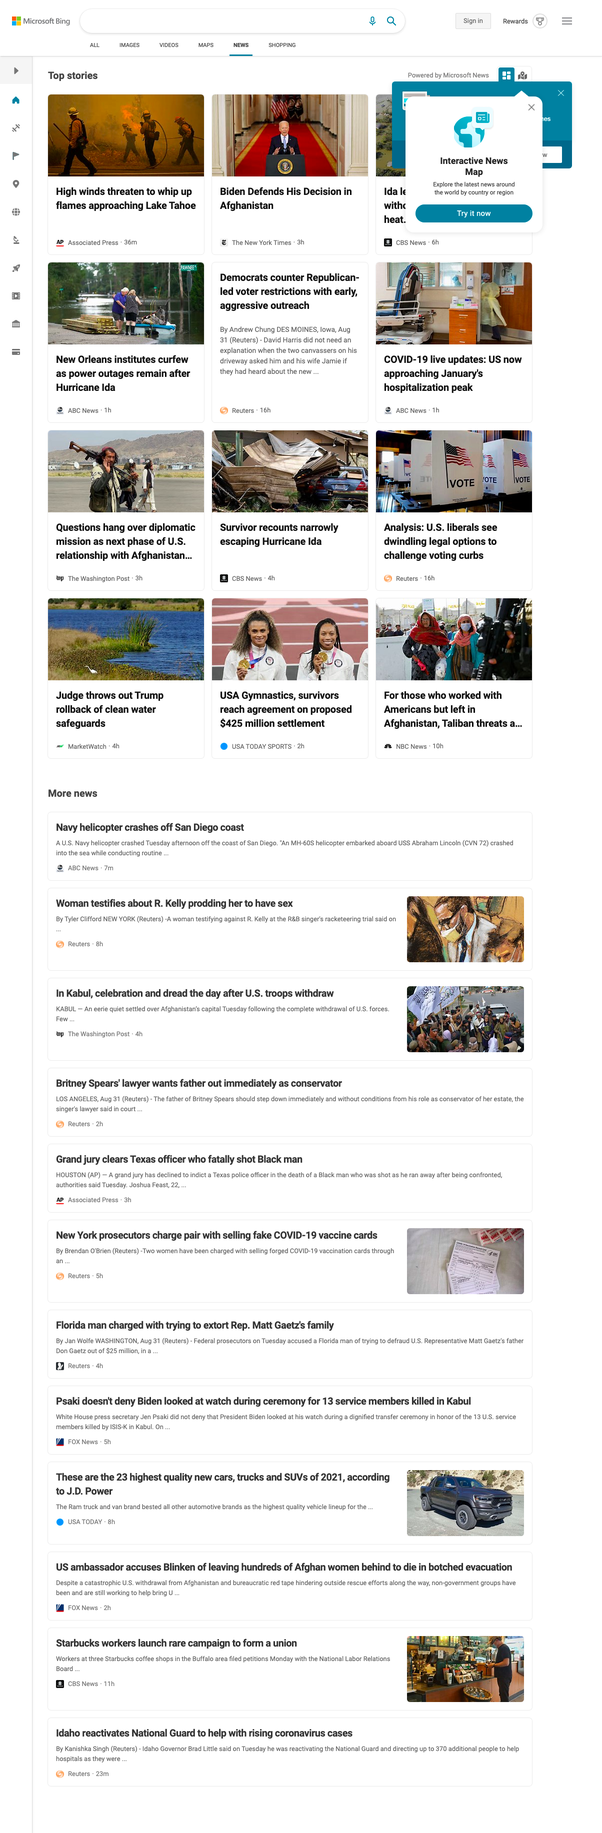 Microsoft Bing
Sign in
Rewards
ALL
IMAGES
VIDEOS
MAPS
NEWS
SHOPPING
Top stories
Powered by Microsoft News
Interactive News
Map
Explore the latest news around
the world by country or region
Try it now
High winds threaten to whip up
flames approaching Lake Tahoe
AP Associated Press · 36m
Biden Defends His Decision in
Afghanistan
The New York Times · 3h
Ida le
witho
heat.
CBS News · 6h
New Orleans institutes curfew
as power outages remain after
Hurricane Ida
ABC News · 1h
Democrats counter Republican-
led voter restrictions with early,
aggressive outreach
By Andrew Chung DES MOINES, Iowa, Aug
31 (Reuters) - David Harris did not need an
explanation when the two canvassers on his
driveway asked him and his wife Jamie if
they had heard about the new ...
Reuters · 16h
COVID-19 live updates: US now
approaching January's
hospitalization peak
ABC News · 1h
Questions hang over diplomatic
mission as next phase of U.S.
relationship with Afghanistan...
wp The Washington Post · 3h
Survivor recounts narrowly
escaping Hurricane Ida
CBS News · 4h
VOTE
VOTE
Analysis: U.S. liberals see
dwindling legal options to
challenge voting curbs
Reuters · 16h
Judge throws out Trump
rollback of clean water
safeguards
MarketWatch · 4h
USA Gymnastics, survivors
reach agreement on proposed
$425 million settlement
USA TODAY SPORTS · 2h
For those who worked with
Americans but left in
Afghanistan, Taliban threats a...
NBC News · 10h
More news
Navy helicopter crashes off San Diego coast
A U.S. Navy helicopter crashed Tuesday afternoon off the coast of San Diego. "An MH-60S helicopter embarked aboard USS Abraham Lincoln (CVN 72) crashed
into the sea while conducting routine ...
ABC News · 7m
Woman testifies about R. Kelly prodding her to have sex
By Tyler Clifford NEW YORK (Reuters) -A woman testifying against R. Kelly at the R&B singer's racketeering trial said on
...
Reuters · 8h
In Kabul, celebration and dread the day after U.S. troops withdraw
KABUL — An eerie quiet settled over Afghanistan's capital Tuesday following the complete withdrawal of U.S. forces.
Few ...
wp The Washington Post · 4h
Britney Spears' lawyer wants father out immediately as conservator
LOS ANGELES, Aug 31 (Reuters) - The father of Britney Spears should step down immediately and without conditions from his role as conservator of her estate, the
singer's lawyer said in court ...
Reuters · 2h
Grand jury clears Texas officer who fatally shot Black man
HOUSTON (AP) — A grand jury has declined to indict a Texas police officer in the death of a Black man who was shot as he ran away after being confronted,
authorities said Tuesday. Joshua Feast, 22, ...
AP Associated Press · 3h
New York prosecutors charge pair with selling fake COVID-19 vaccine cards
By Brendan O'Brien (Reuters) -Two women have been charged with selling forged COVID-19 vaccination cards through
an ...
Reuters · 5h
Florida man charged with trying to extort Rep. Matt Gaetz's family
By Jan Wolfe WASHINGTON, Aug 31 (Reuters) - Federal prosecutors on Tuesday accused a Florida man of trying to defraud U.S. Representative Matt Gaetz's father
Don Gaetz out of $25 million, in a ...
Reuters · 4h
Psaki doesn't deny Biden looked at watch during ceremony for 13 service members killed in Kabul
White House press secretary Jen Psaki did not deny that President Biden looked at his watch during a dignified transfer ceremony in honor of the 13 U.S. service
members killed by ISIS-K in Kabul. On ...
FOX News · 5h
These are the 23 highest quality new cars, trucks and SUVs of 2021, according
to J.D. Power
The Ram truck and van brand bested all other automotive brands as the highest quality vehicle lineup for the ...
USA TODAY · 8h
US ambassador accuses Blinken of leaving hundreds of Afghan women behind to die in botched evacuation
Despite a catastrophic U.S. withdrawal from Afghanistan and bureaucratic red tape hindering outside rescue efforts along the way, non-government groups have
been and are still working to help bring U ...
FOX News · 2h
Starbucks workers launch rare campaign to form a union
Workers at three Starbucks coffee shops in the Buffalo area filed petitions Monday with the National Labor Relations
Board ...
CBS News · 11h
Idaho reactivates National Guard to help with rising coronavirus cases
By Kanishka Singh (Reuters) - Idaho Governor Brad Little said on Tuesday he was reactivating the National Guard and directing up to 370 additional people to help
hospitals as they were ...
Reuters · 23m